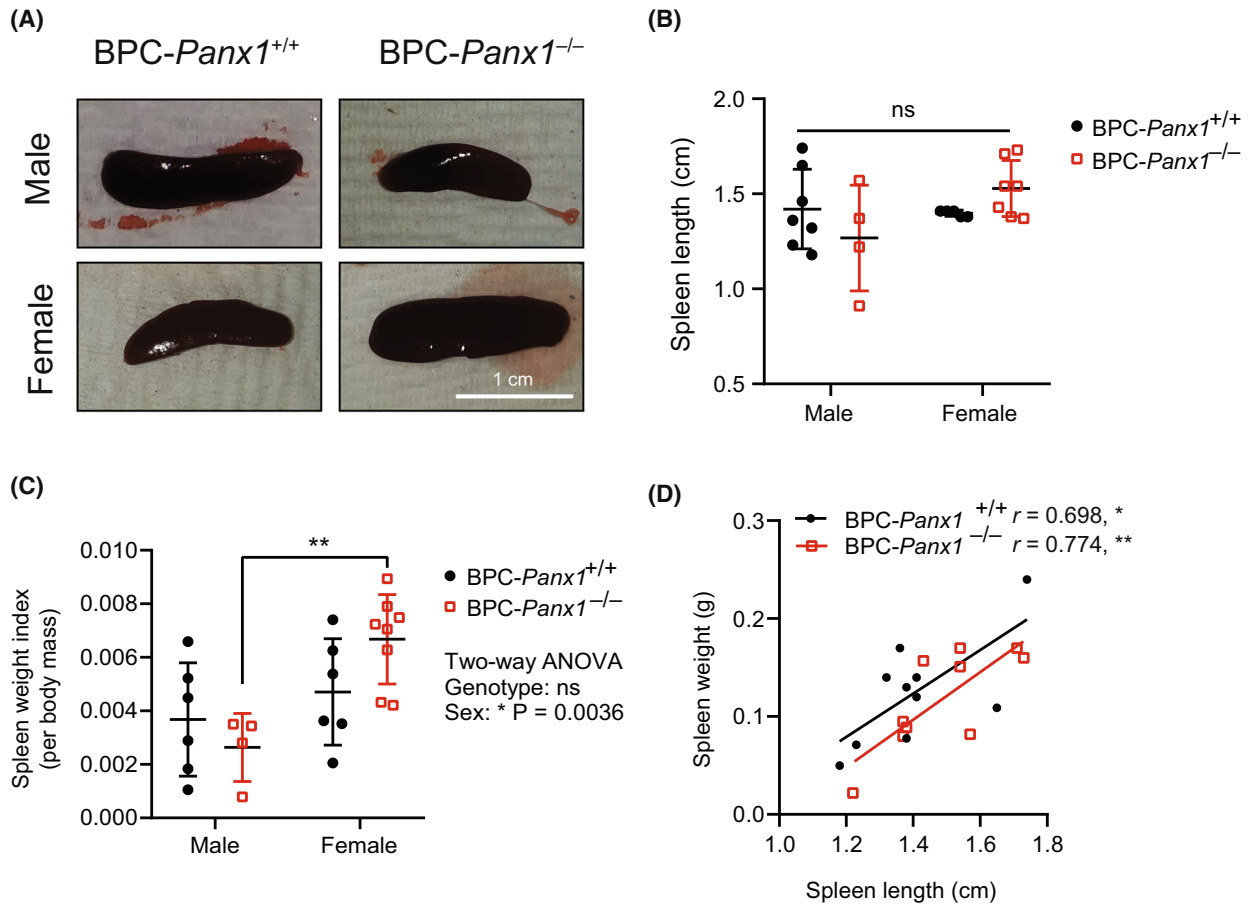 (A)
BPC-Panx1+/+
BPC-Panx1−/−
Male
Female
1 cm
(B)
Spleen length (cm)
2.0
1.5
1.0
0.5
ns
Male
Female
BPC-Panx1+/+
BPC-Panx1−/−
(C)
Spleen weight index
(per body mass)
0.010
0.008
0.006
0.004
0.002
0.000
**
Male
Female
BPC-Panx1+/+
BPC-Panx1−/−
Two-way ANOVA
Genotype: ns
Sex: * P = 0.0036
(D)
BPC-Panx1 +/+ r = 0.698, *
BPC-Panx1 −/− r = 0.774, **
Spleen weight (g)
0.3
0.2
0.1
0.0
1.0 1.2 1.4 1.6 1.8
Spleen length (cm)